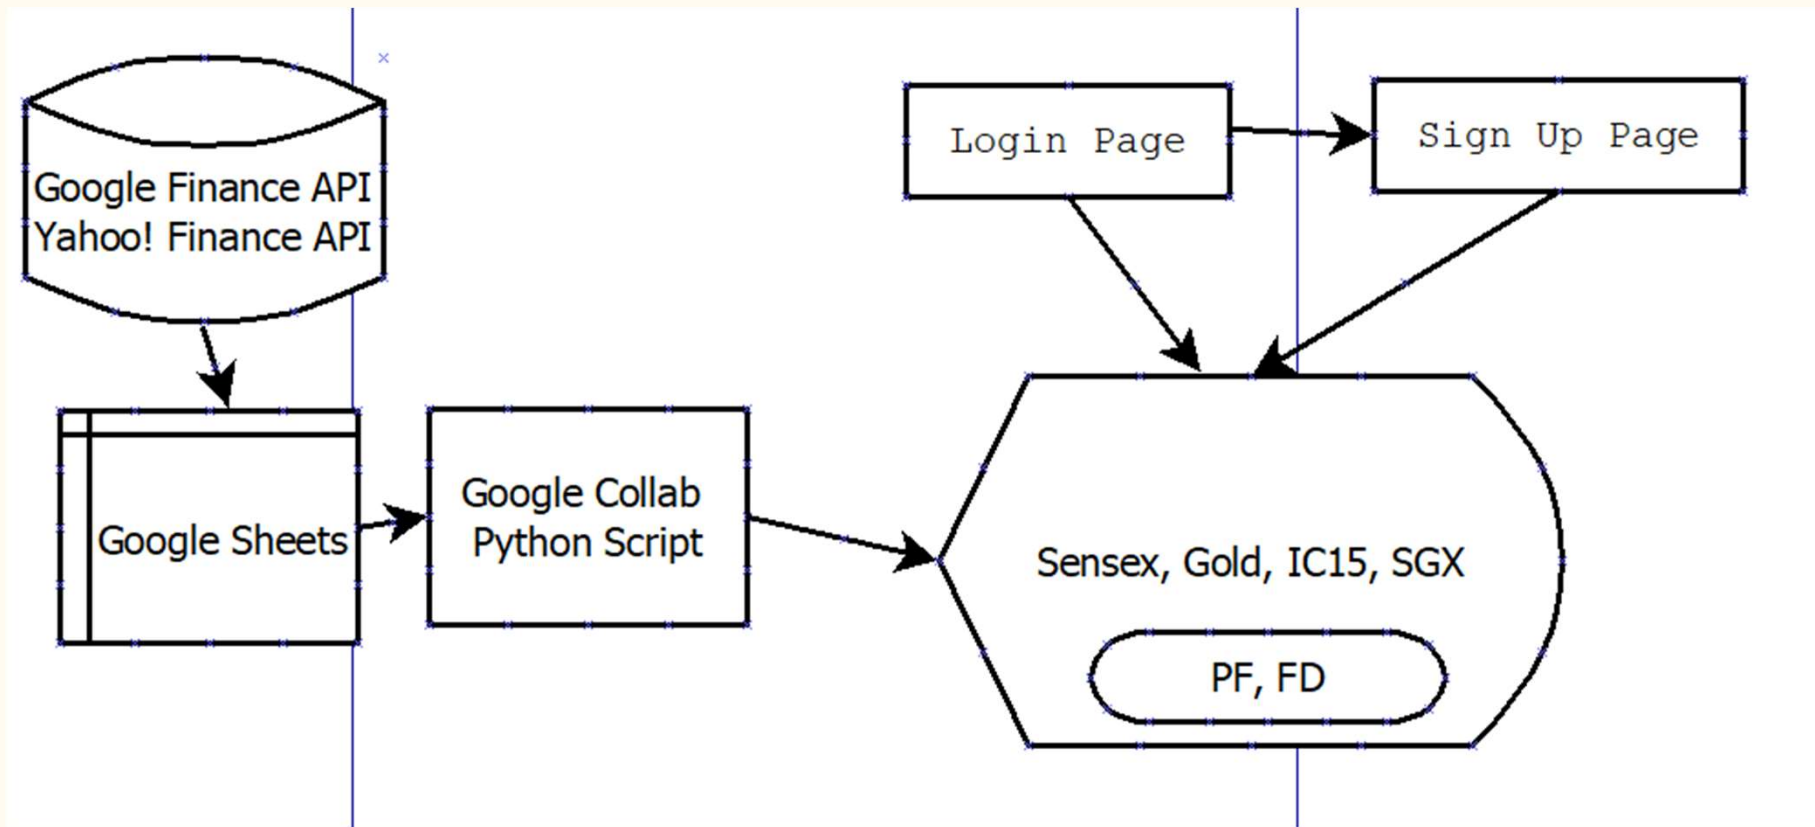 Google Finance API
Yahoo! Finance API
Login Page
Sign Up Page
Google Sheets
Google Collab
Python Script
Sensex, Gold, IC15, SGX
PF, FD